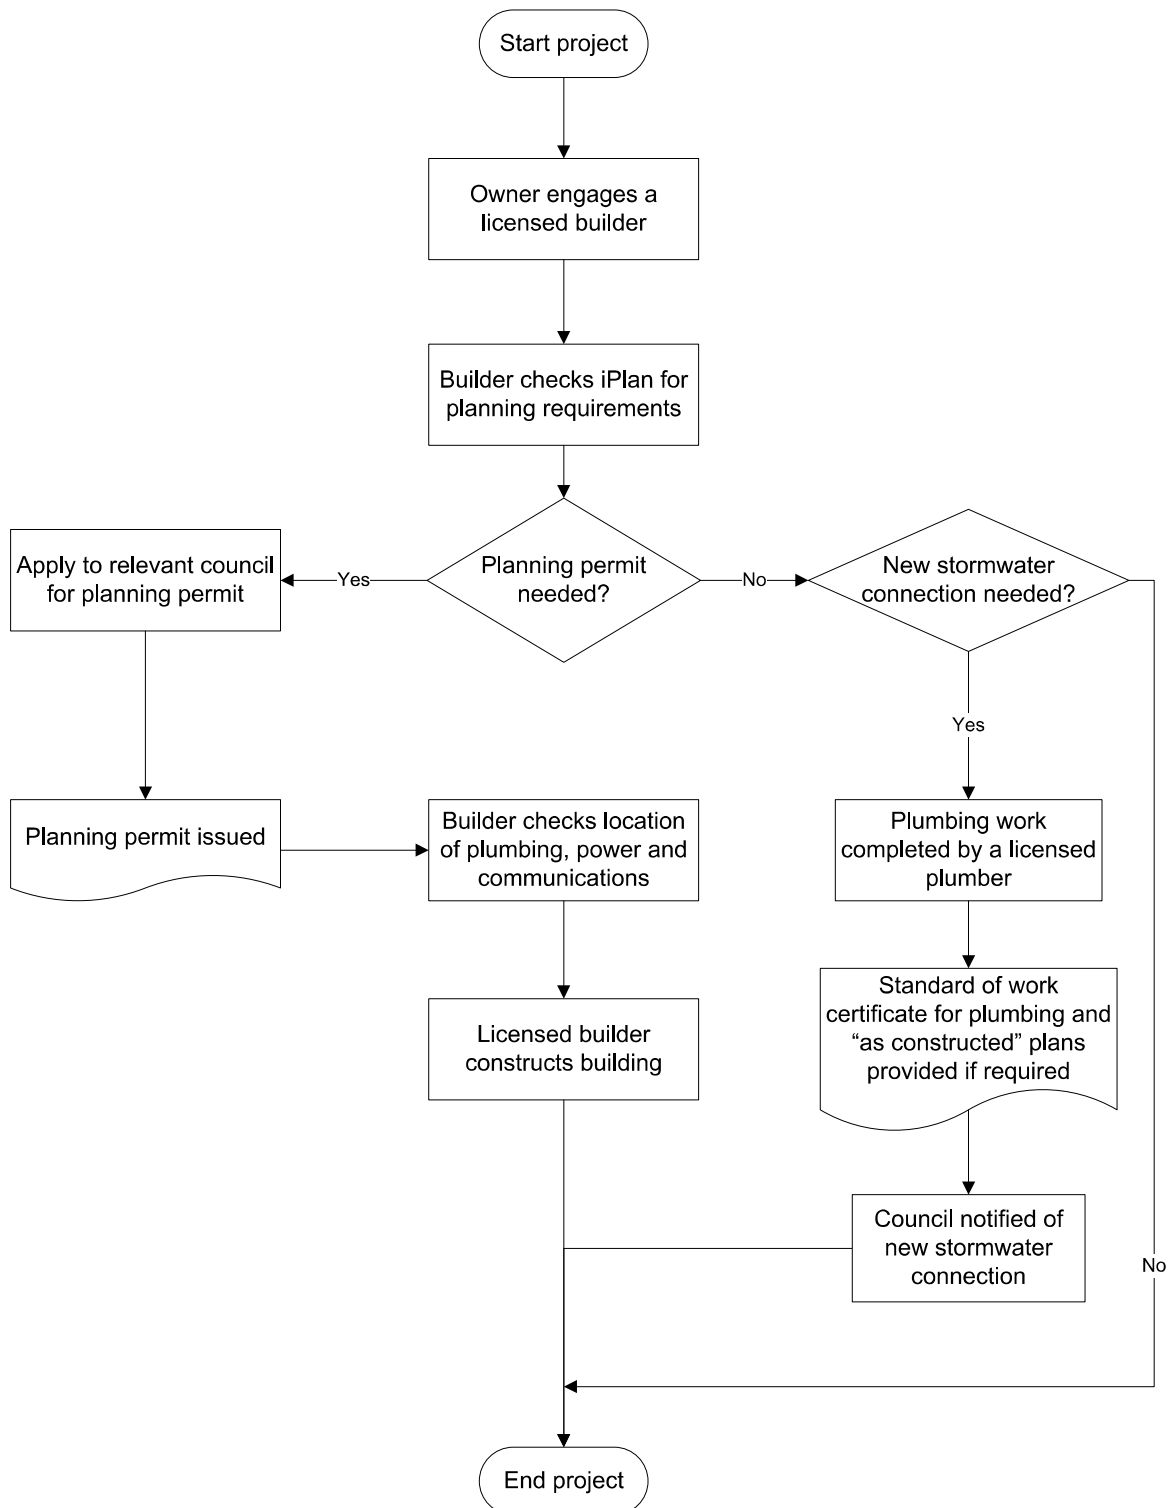 Start project
Owner engages a
licensed builder
Builder checks iPlan for
planning requirements
Apply to relevant council
for planning permit
Yes
Planning permit
needed?
No
New stormwater
connection needed?
Yes
Planning permit issued
Builder checks location
of plumbing, power and
communications
Plumbing work
completed by a licensed
plumber
Licensed builder
constructs building
Standard of work
certificate for plumbing and
“as constructed” plans
provided if required
Council notified of
new stormwater
connection
No
End project